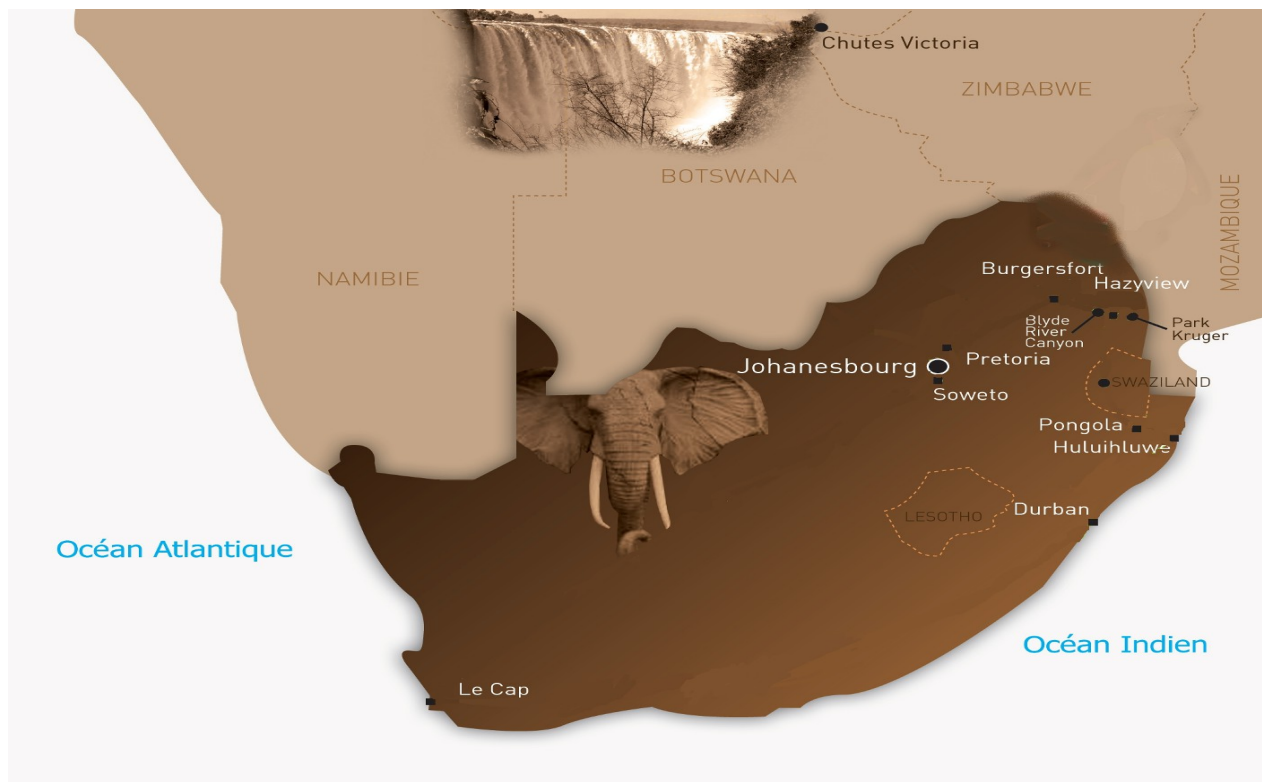 Chutes Victoria
ZIMBABWE
BOTSWANA
MOZAMBIQUE
NAMIBIE
Burgersfort
Hazyview
Blyde
River
Canyon
Park
Kruger
Johanesbourg
Pretoria
Soweto
SWAZILAND
Pongola
Huluihluwe
LESOTHO
Durban
Océan Atlantique
Océan Indien
Le Cap